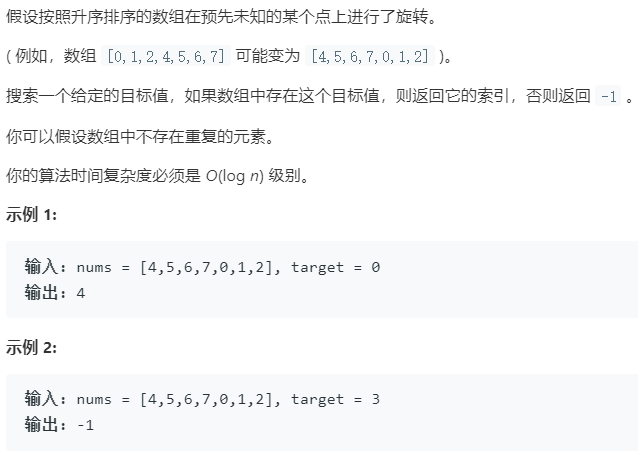 假设按照升序排序的数组在预先未知的某个点上进行了旋转。
( 例如，数组 [0,1,2,4,5,6,7] 可能变为 [4,5,6,7,0,1,2] )。
搜索一个给定的目标值，如果数组中存在这个目标值，则返回它的索引，否则返回 -1 。
你可以假设数组中不存在重复的元素。
你的算法时间复杂度必须是 O(log n) 级别。
示例 1:
输入: nums = [4,5,6,7,0,1,2], target = 0
输出: 4
示例 2:
输入: nums = [4,5,6,7,0,1,2], target = 3
输出: -1